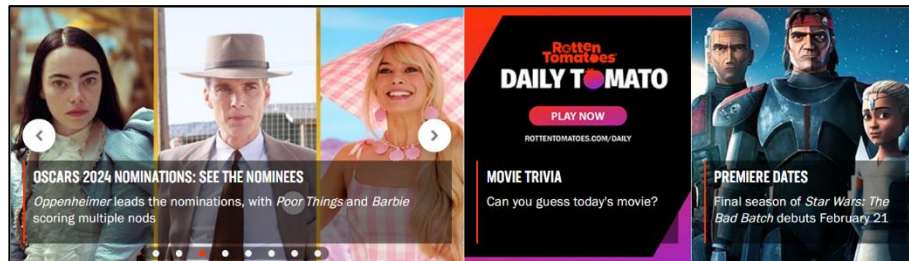 OSCARS 2024 NOMINATIONS: SEE THE NOMINEES
Oppenheimer leads the nominations, with Poor Things and Barbie
scoring multiple nods
Rotten
Tomatoes
DAILY TOMATO
PLAY NOW
ROTTENTOMATOES.COM/DAILY
MOVIE TRIVIA
Can you guess today's movie?
PREMIERE DATES
Final season of Star Wars: The
Bad Batch debuts February 21